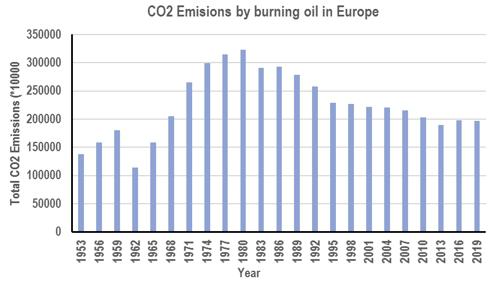 CO2 Emisions by burning oil in Europe
Total CO2 Emissions (*10000
350000
300000
250000
200000
150000
100000
50000
0
1953 1956 1959 1962 1965 1968 1971 1974 1977 1980 1983 1986 1989 1992 1995 1998 2001 2004 2007 2010 2013 2016 2019
Year